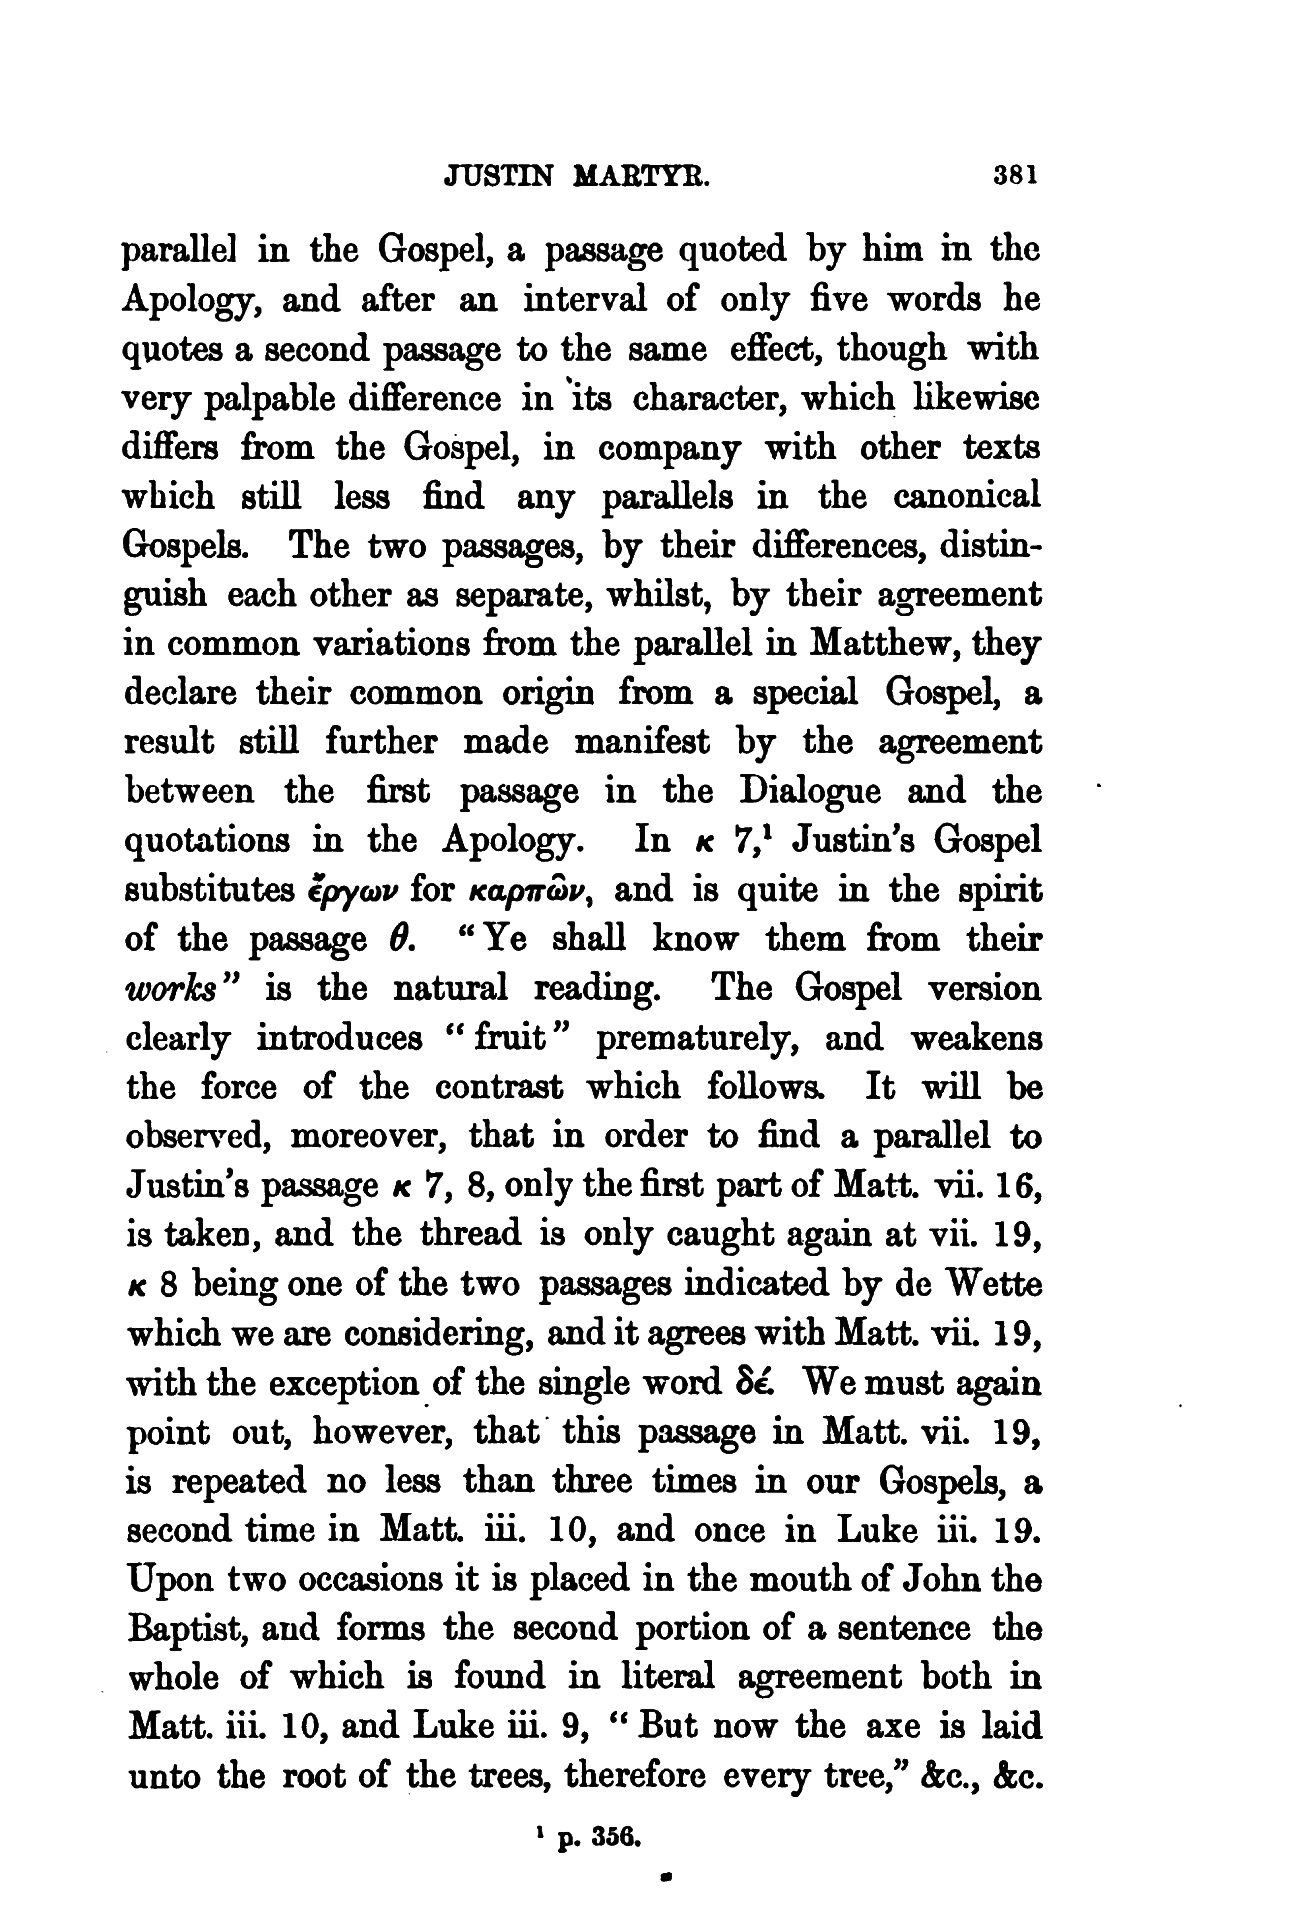 JUSTIN MARTYR. 381
parallel in the Gospel, a passage quoted by him in the
Apology, and after an interval of only five words he
quotes a second passage to the same effect, though with
very palpable difference in its character, which likewise
differs from the Gospel, in company with other texts
which still less find any parallels in the canonical
Gospels. The two passages, by their differences, distin-
guish each other as separate, whilst, by their agreement
in common variations from the parallel in Matthew, they
declare their common origin from a special Gospel, a
result still further made manifest by the agreement
between the first passage in the Dialogue and the
quotations in the Apology. In κ 7,¹ Justin's Gospel
substitutes ἔργων for καρπῶν, and is quite in the spirit
of the passage θ. "Ye shall know them from their
works" is the natural reading. The Gospel version
clearly introduces "fruit" prematurely, and weakens
the force of the contrast which follows. It will be
observed, moreover, that in order to find a parallel to
Justin's passage κ 7, 8, only the first part of Matt. vii. 16,
is taken, and the thread is only caught again at vii. 19,
κ 8 being one of the two passages indicated by de Wette
which we are considering, and it agrees with Matt. vii. 19,
with the exception of the single word δέ. We must again
point out, however, that this passage in Matt. vii. 19,
is repeated no less than three times in our Gospels, a
second time in Matt. iii. 10, and once in Luke iii. 19.
Upon two occasions it is placed in the mouth of John the
Baptist, and forms the second portion of a sentence the
whole of which is found in literal agreement both in
Matt. iii. 10, and Luke iii. 9, "But now the axe is laid
unto the root of the trees, therefore every tree," &c., &c.
¹ p. 356.